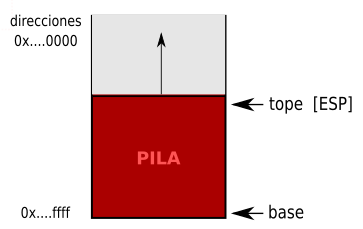 direcciones
0x....0000
tope [ESP]
PILA
0x....ffff
base